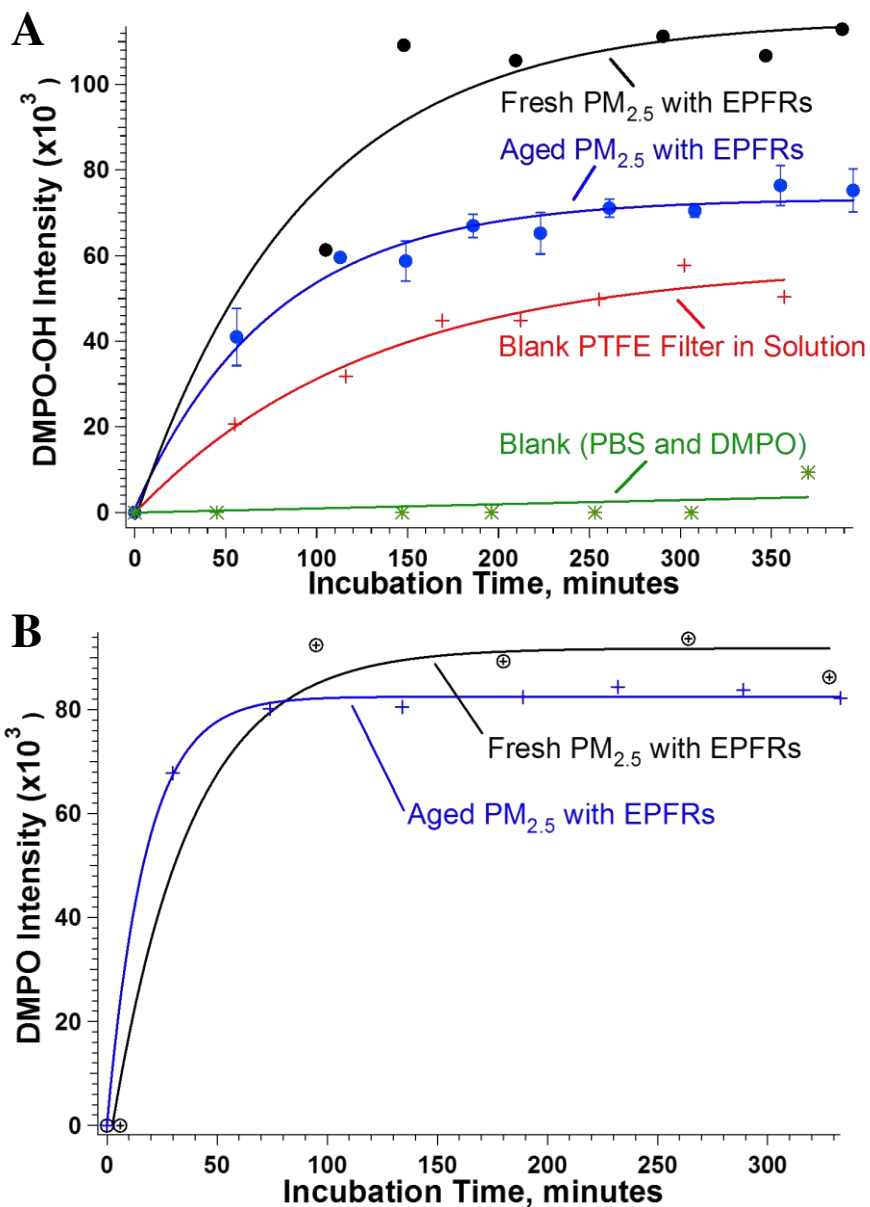 A
DMPO-OH Intensity (x10³)
100
80
60
40
20
0
Fresh PM₂.₅ with EPFRs
Aged PM₂.₅ with EPFRs
Blank PTFE Filter in Solution
Blank (PBS and DMPO)
0 50 100 150 200 250 300 350
Incubation Time, minutes
B
DMPO Intensity (x10³)
80
60
40
20
0
Fresh PM₂.₅ with EPFRs
Aged PM₂.₅ with EPFRs
0 50 100 150 200 250 300
Incubation Time, minutes